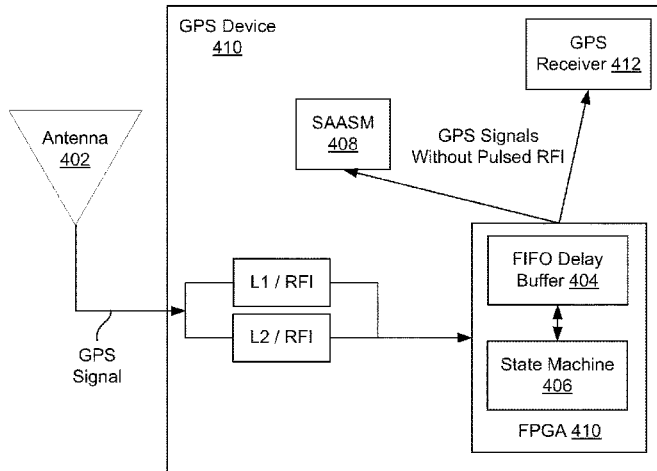 GPS Device
410
GPS
Receiver 412
Antenna
402
SAASM
408
GPS Signals
Without Pulsed RFI
FIFO Delay
Buffer 404
L1 / RFI
L2 / RFI
GPS
Signal
State Machine
406
FPGA 410